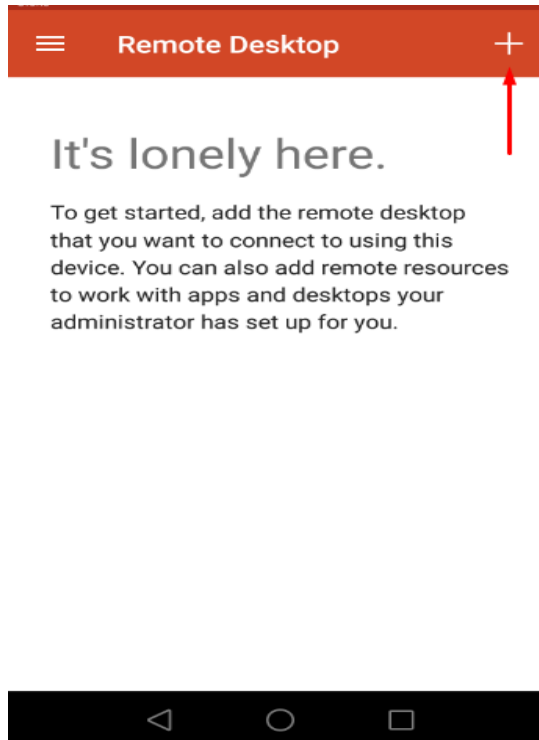 Remote Desktop
It's lonely here.
To get started, add the remote desktop
that you want to connect to using this
device. You can also add remote resources
to work with apps and desktops your
administrator has set up for you.